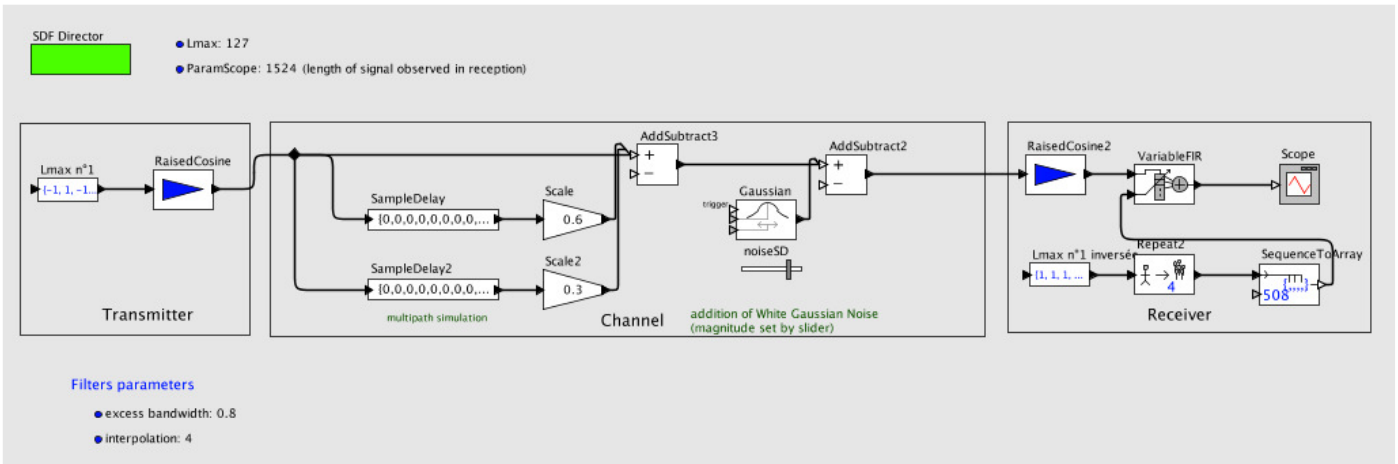 SDF Director
Lmax: 127
ParamScope: 1524 (length of signal observed in reception)
Lmax n°1
{-1, 1, -1...
RaisedCosine
Transmitter
SampleDelay
{0,0,0,0,0,0,0,0,...
Scale
0.6
SampleDelay2
{0,0,0,0,0,0,0,0,...
Scale2
0.3
multipath simulation
AddSubtract3
+
−
Gaussian
trigger
noiseSD
AddSubtract2
+
−
Channel
addition of White Gaussian Noise
(magnitude set by slider)
RaisedCosine2
VariableFIR
Scope
Lmax n°1 inversée
{1, 1, 1, ...
Repeat2
4
SequenceToArray
{,,,,}
508
Receiver
Filters parameters
excess bandwidth: 0.8
interpolation: 4